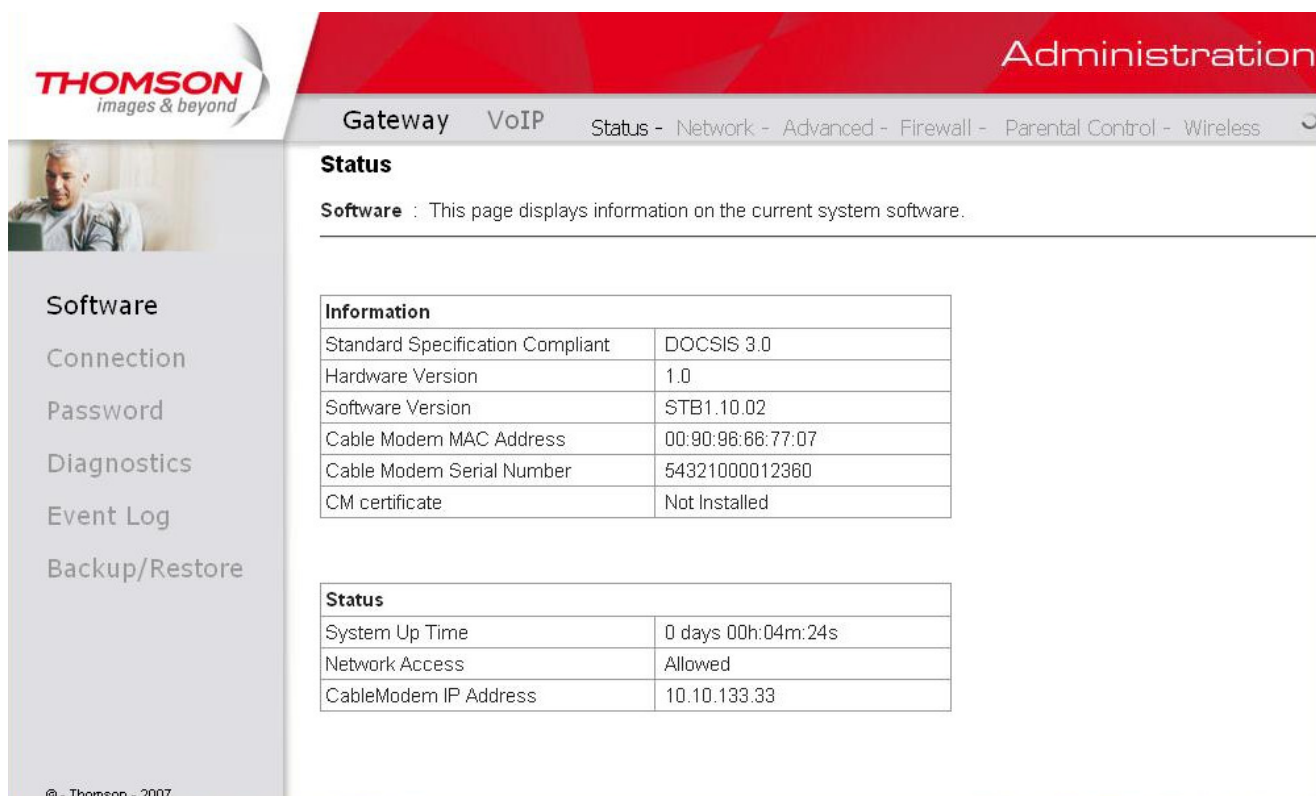 THOMSON
images & beyond
Administration
Gateway VoIP Status - Network - Advanced - Firewall - Parental Control - Wireless
Status
Software : This page displays information on the current system software.
Software
Connection
Password
Diagnostics
Event Log
Backup/Restore
Information
Standard Specification Compliant DOCSIS 3.0
Hardware Version 1.0
Software Version STB1.10.02
Cable Modem MAC Address 00:90:96:66:77:07
Cable Modem Serial Number 54321000012360
CM certificate Not Installed
Status
System Up Time 0 days 00h:04m:24s
Network Access Allowed
CableModem IP Address 10.10.133.33
© - Thomson - 2007